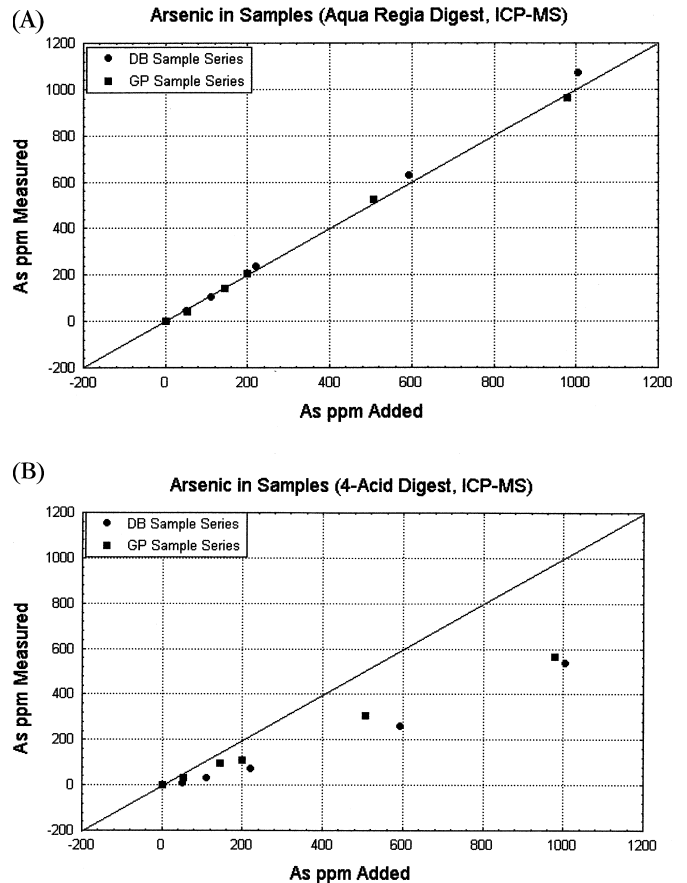 (A)
Arsenic in Samples (Aqua Regia Digest, ICP-MS)
DB Sample Series
GP Sample Series
1200
1000
800
600
400
200
0
-200
As ppm Measured
-200 0 200 400 600 800 1000 1200
As ppm Added
(B)
Arsenic in Samples (4-Acid Digest, ICP-MS)
DB Sample Series
GP Sample Series
1200
1000
800
600
400
200
0
-200
As ppm Measured
-200 0 200 400 600 800 1000 1200
As ppm Added